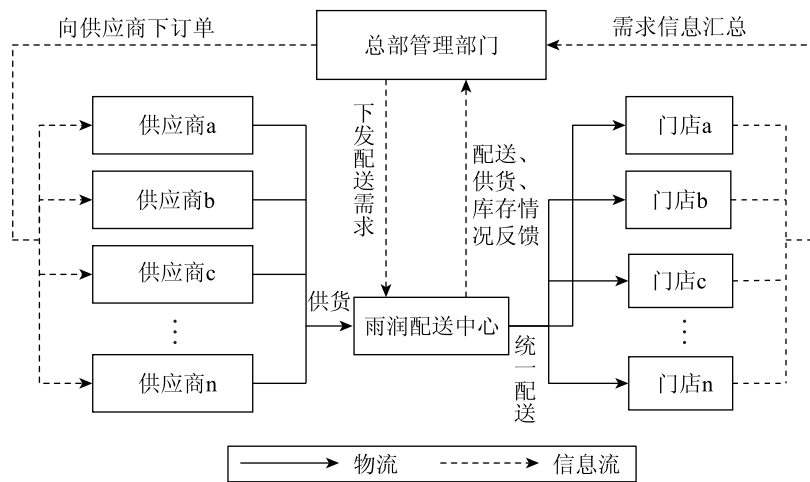 向供应商下订单
总部管理部门
需求信息汇总
供应商a
供应商b
供应商c
⋮
供应商n
供货
下发配送需求
配送、
供货、
库存情
况反馈
雨润配送中心
统一配送
门店a
门店b
门店c
⋮
门店n
物流
信息流